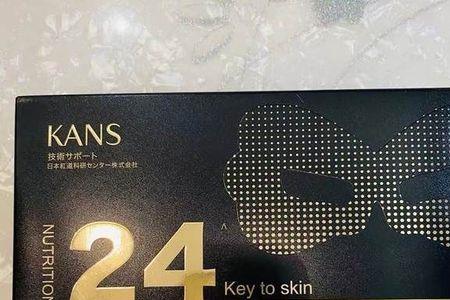 KANS
技術サポート
日本紅道科研センター株式会社
NUTRITION
24
Key to skin